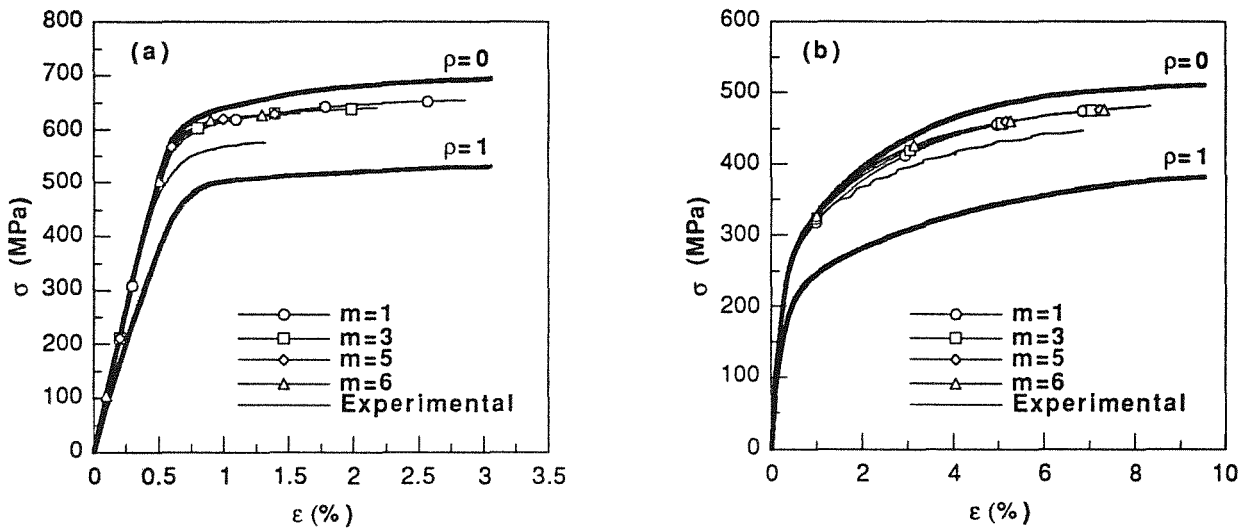 800
700
600
500
400
300
200
100
0
σ (MPa)
(a)
ρ=0
ρ=1
m=1
m=3
m=5
m=6
Experimental
0 0.5 1 1.5 2 2.5 3 3.5
ε (%)
600
500
400
300
200
100
0
σ (MPa)
(b)
ρ=0
ρ=1
m=1
m=3
m=5
m=6
Experimental
0 2 4 6 8 10
ε (%)